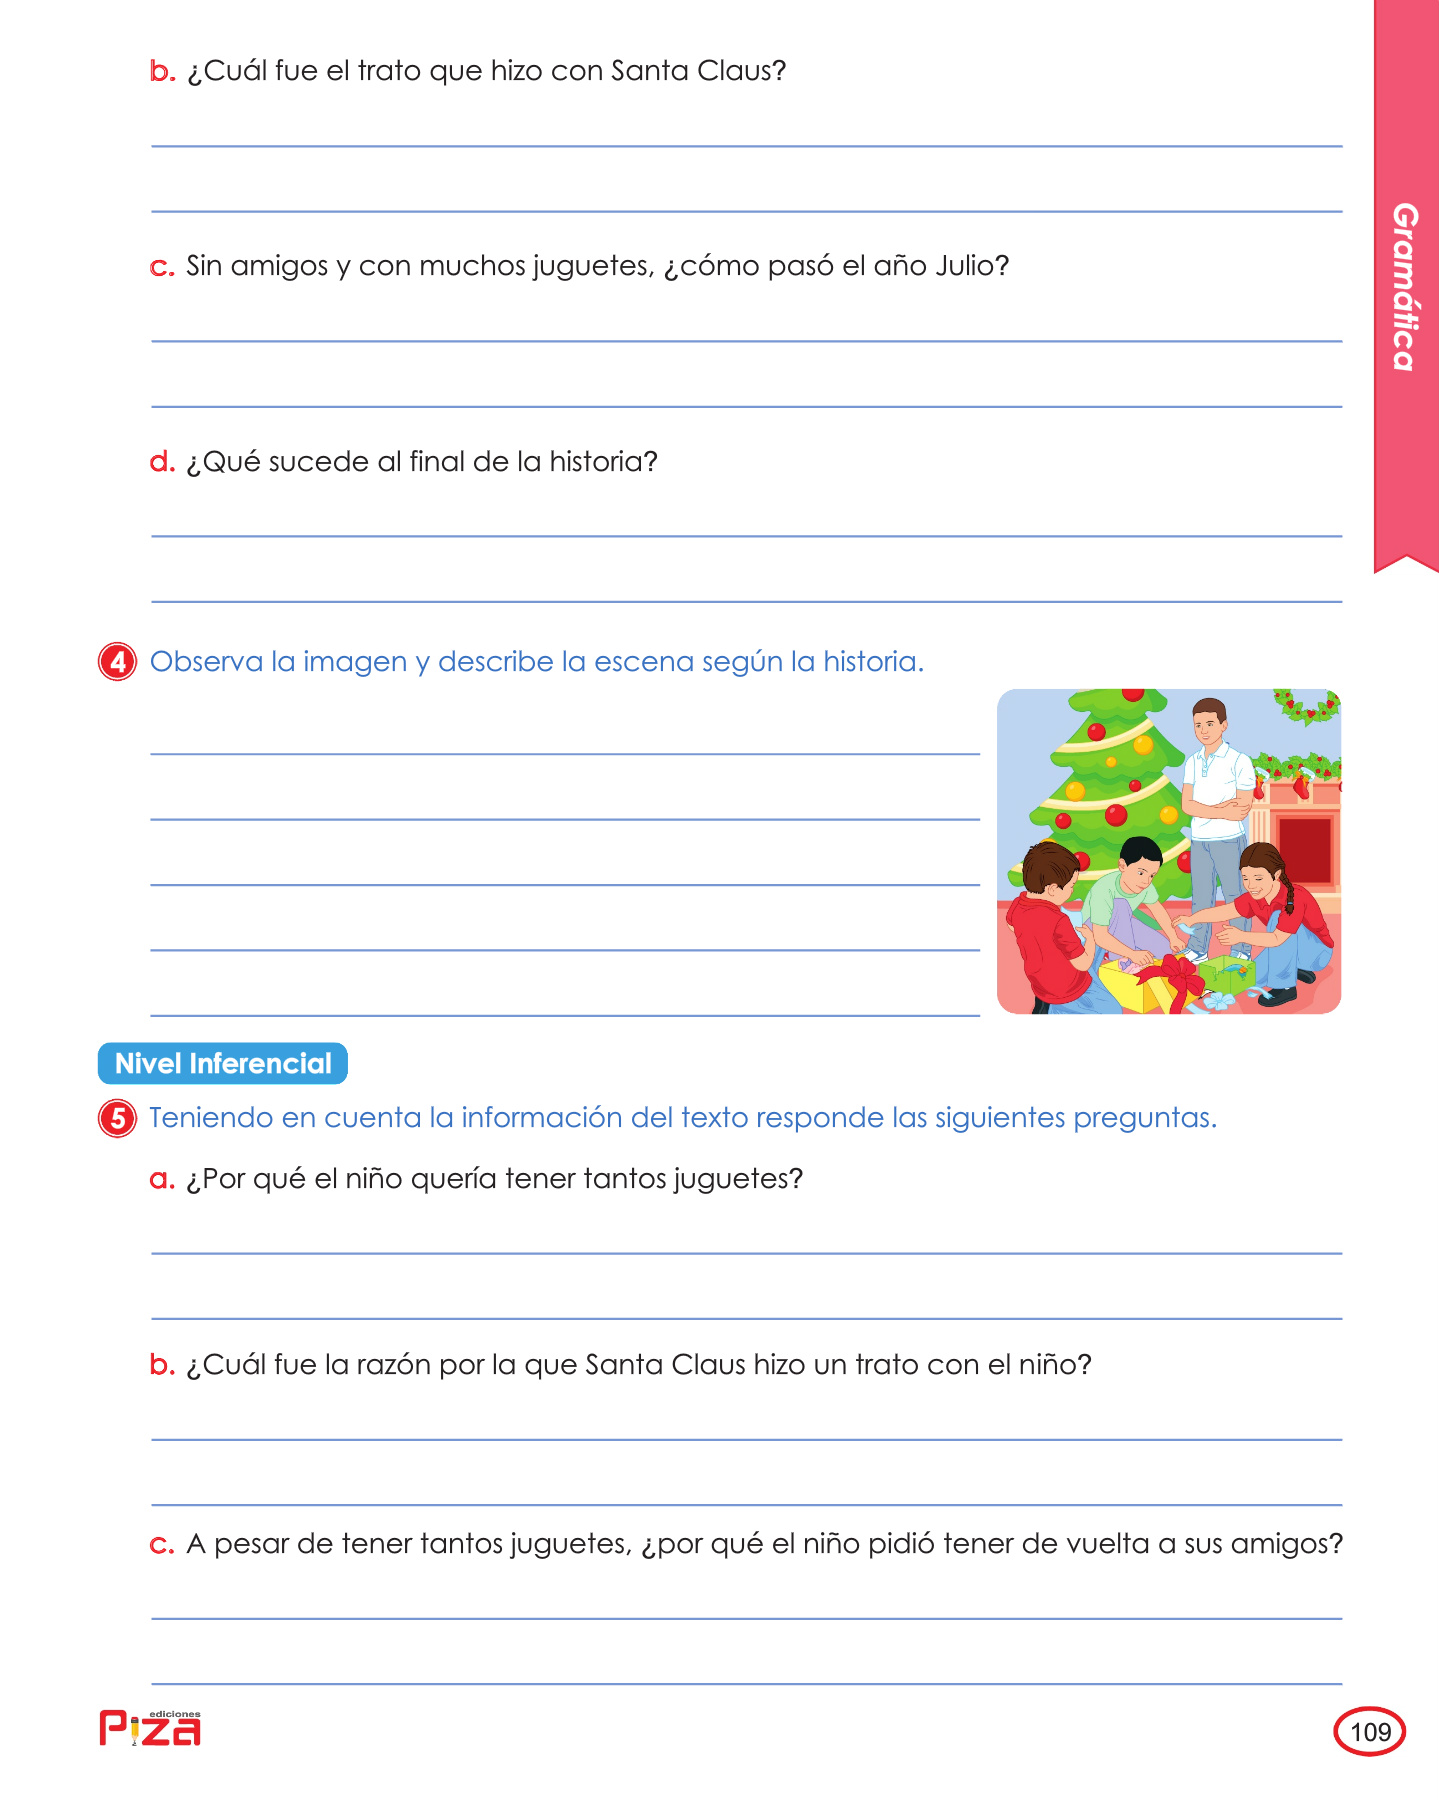 b. ¿Cuál fue el trato que hizo con Santa Claus?
c. Sin amigos y con muchos juguetes, ¿cómo pasó el año Julio?
d. ¿Qué sucede al final de la historia?
Gramática
4 Observa la imagen y describe la escena según la historia.
Nivel Inferencial
5 Teniendo en cuenta la información del texto responde las siguientes preguntas.
a. ¿Por qué el niño quería tener tantos juguetes?
b. ¿Cuál fue la razón por la que Santa Claus hizo un trato con el niño?
c. A pesar de tener tantos juguetes, ¿por qué el niño pidió tener de vuelta a sus amigos?
ediciones
Piza
109